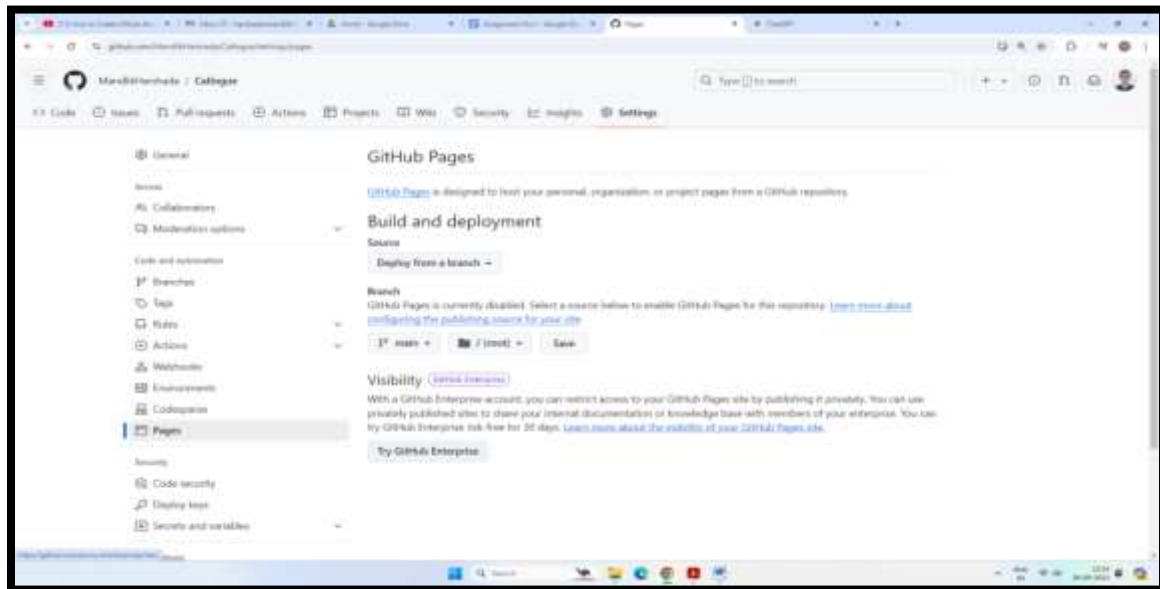 Pages
Catlogue
Type / to search
Code
Issues
Pull requests
Actions
Projects
Wiki
Security
Insights
Settings
General
Access
Collaborators
Moderation options
Code and automation
Branches
Tags
Rules
Actions
Webhooks
Environments
Codespaces
Pages
Security
Code security
Deploy keys
Secrets and variables
GitHub Pages
GitHub Pages is designed to host your personal, organization, or project pages from a GitHub repository.
Build and deployment
Source
Deploy from a branch
Branch
GitHub Pages is currently disabled. Select a source below to enable GitHub Pages for this repository. Learn more about
configuring the publishing source for your site.
main / (root) Save
Visibility GitHub Enterprise
With a GitHub Enterprise account, you can restrict access to your GitHub Pages site by publishing it privately. You can use
privately published sites to share your internal documentation or knowledge base with members of your enterprise. You can
try GitHub Enterprise risk-free for 30 days. Learn more about the visibility of your GitHub Pages site.
Try GitHub Enterprise
Search